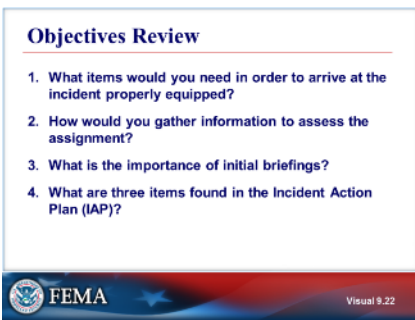 Objectives Review
1. What items would you need in order to arrive at the
incident properly equipped?
2. How would you gather information to assess the
assignment?
3. What is the importance of initial briefings?
4. What are three items found in the Incident Action
Plan (IAP)?
FEMA
Visual 9.22